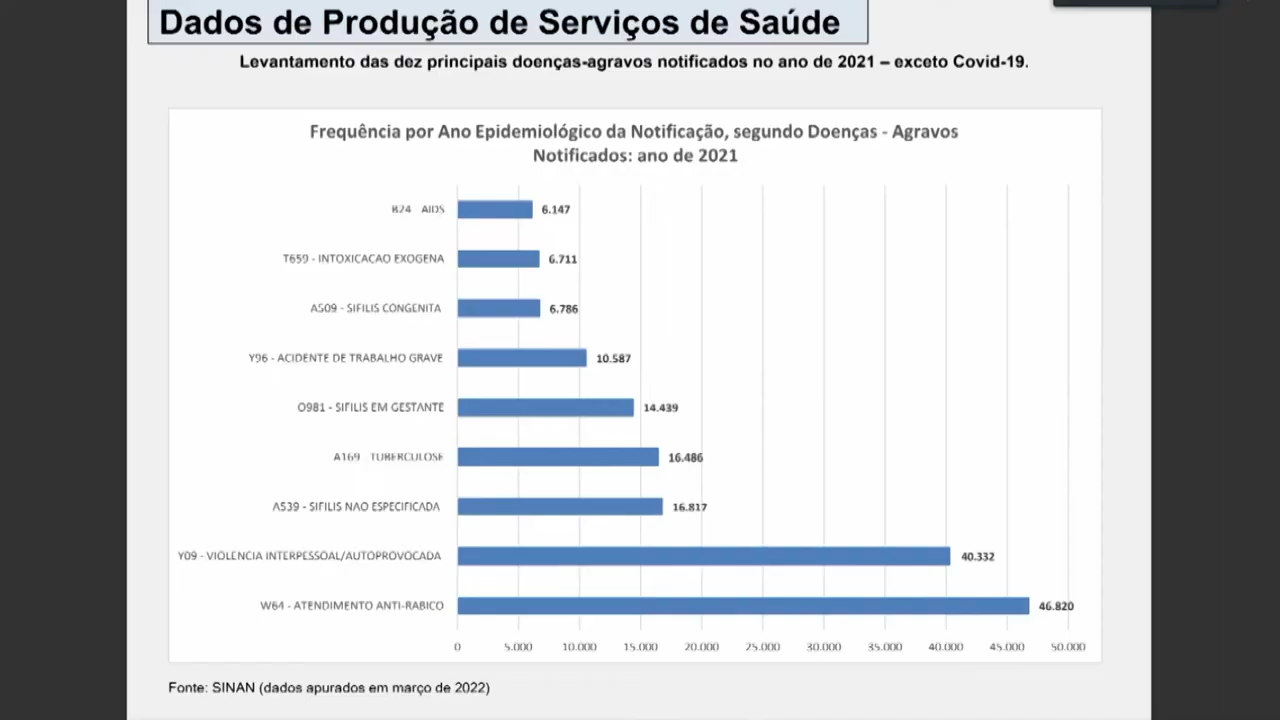 Dados de Produção de Serviços de Saúde
Levantamento das dez principais doenças-agravos notificados no ano de 2021 – exceto Covid-19.
Frequência por Ano Epidemiológico da Notificação, segundo Doenças - Agravos
Notificados: ano de 2021
B24 AIDS 6.147
T659 - INTOXICACAO EXOGENA 6.711
A509 - SIFILIS CONGENITA 6.786
Y96 - ACIDENTE DE TRABALHO GRAVE 10.587
O981 - SIFILIS EM GESTANTE 14.439
A169 TUBERCULOSE 16.486
A539 - SIFILIS NAO ESPECIFICADA 16.817
Y09 - VIOLENCIA INTERPESSOAL/AUTOPROVOCADA 40.332
W64 - ATENDIMENTO ANTI-RABICO 46.820
0 5.000 10.000 15.000 20.000 25.000 30.000 35.000 40.000 45.000 50.000
Fonte: SINAN (dados apurados em março de 2022)